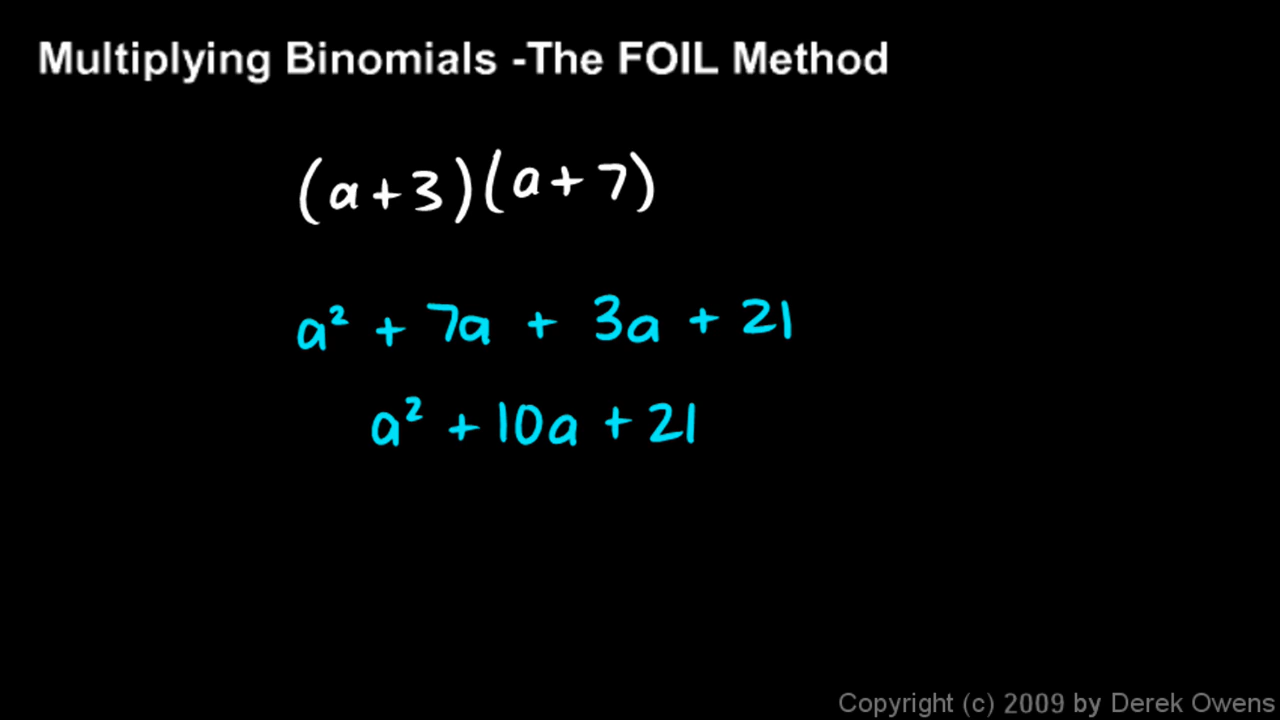 Multiplying Binomials -The FOIL Method
(a+3)(a+7)
a² + 7a + 3a + 21
a² + 10a + 21
Copyright (c) 2009 by Derek Owens